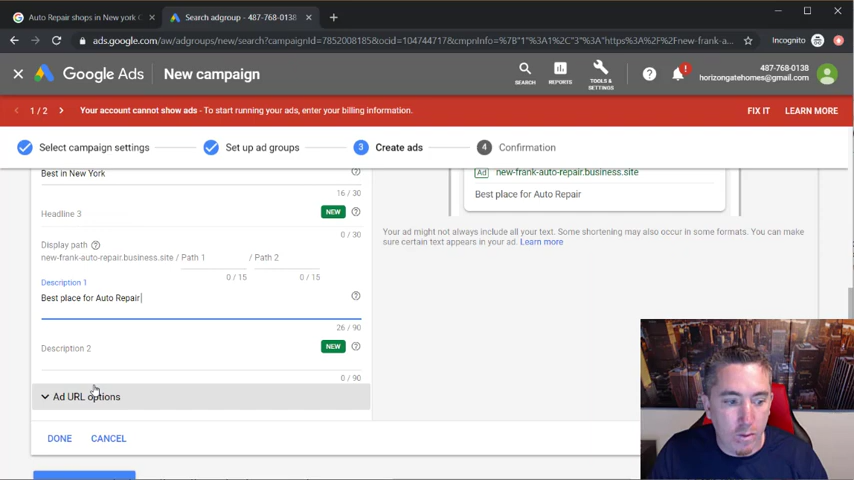 Auto Repair shops in New york C
Search adgroup - 487-768-0138
ads.google.com/aw/adgroups/new/search?campaignId=7852008185&ocid=104744717&cmpnInfo=%7B"1"%3A1%2C"3"%3A"https%3A%2F%2Fnew-frank-a...
Incognito
Google Ads
New campaign
SEARCH
REPORTS
TOOLS & SETTINGS
487-768-0138
horizongatehomes@gmail.com
1 / 2
Your account cannot show ads - To start running your ads, enter your billing information.
FIX IT
LEARN MORE
Select campaign settings
Set up ad groups
3 Create ads
4 Confirmation
Best in New York
16 / 30
Headline 3
NEW
0 / 30
Display path
new-frank-auto-repair.business.site / Path 1 / Path 2
0 / 15
0 / 15
Description 1
Best place for Auto Repair
26 / 90
Description 2
NEW
0 / 90
Ad URL options
DONE
CANCEL
Ad new-frank-auto-repair.business.site
Best place for Auto Repair
Your ad might not always include all your text. Some shortening may also occur in some formats. You can make
sure certain text appears in your ad. Learn more